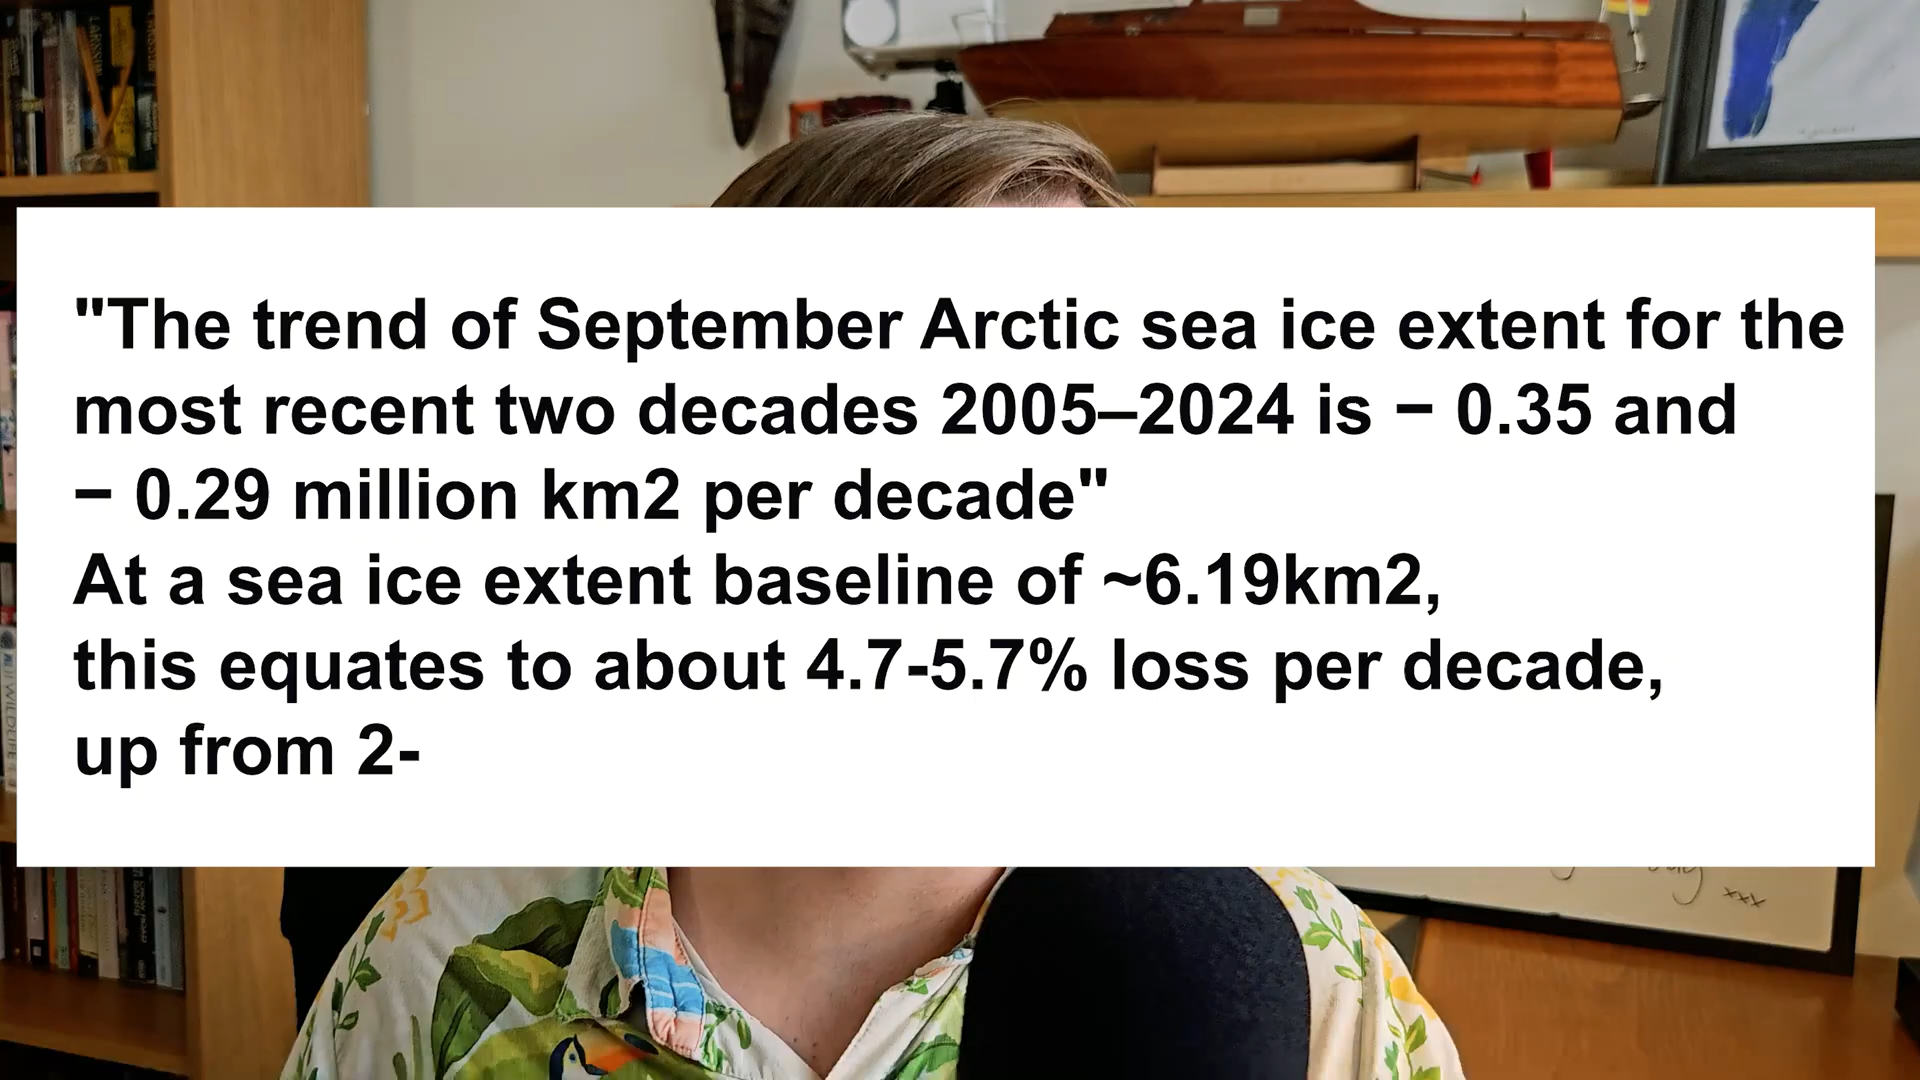 "The trend of September Arctic sea ice extent for the
most recent two decades 2005–2024 is − 0.35 and
− 0.29 million km2 per decade"
At a sea ice extent baseline of ~6.19km2,
this equates to about 4.7-5.7% loss per decade,
up from 2-
WILDLIFE
xxx